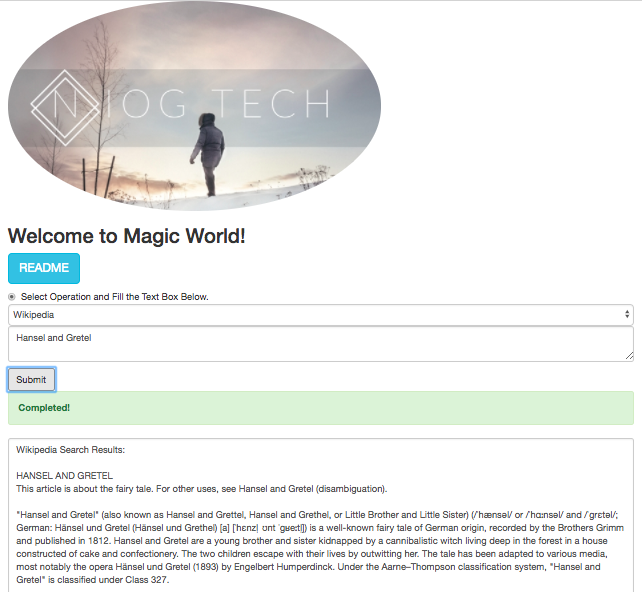 NIOG TECH
Welcome to Magic World!
README
Select Operation and Fill the Text Box Below.
Wikipedia
Hansel and Gretel
Submit
Completed!
Wikipedia Search Results:
HANSEL AND GRETEL
This article is about the fairy tale. For other uses, see Hansel and Gretel (disambiguation).
"Hansel and Gretel" (also known as Hansel and Grettel, Hansel and Grethel, or Little Brother and Little Sister) (/ˈhænsəl/ or /ˈhɑːnsəl/ and /ˈɡrɛtəl/;
German: Hänsel und Gretel (Hänsel und Grethel) [a] [ˈhɛnzl̩ ʊnt ˈɡʁeːtl̩]) is a well-known fairy tale of German origin, recorded by the Brothers Grimm
and published in 1812. Hansel and Gretel are a young brother and sister kidnapped by a cannibalistic witch living deep in the forest in a house
constructed of cake and confectionery. The two children escape with their lives by outwitting her. The tale has been adapted to various media,
most notably the opera Hänsel und Gretel (1893) by Engelbert Humperdinck. Under the Aarne–Thompson classification system, "Hansel and
Gretel" is classified under Class 327.